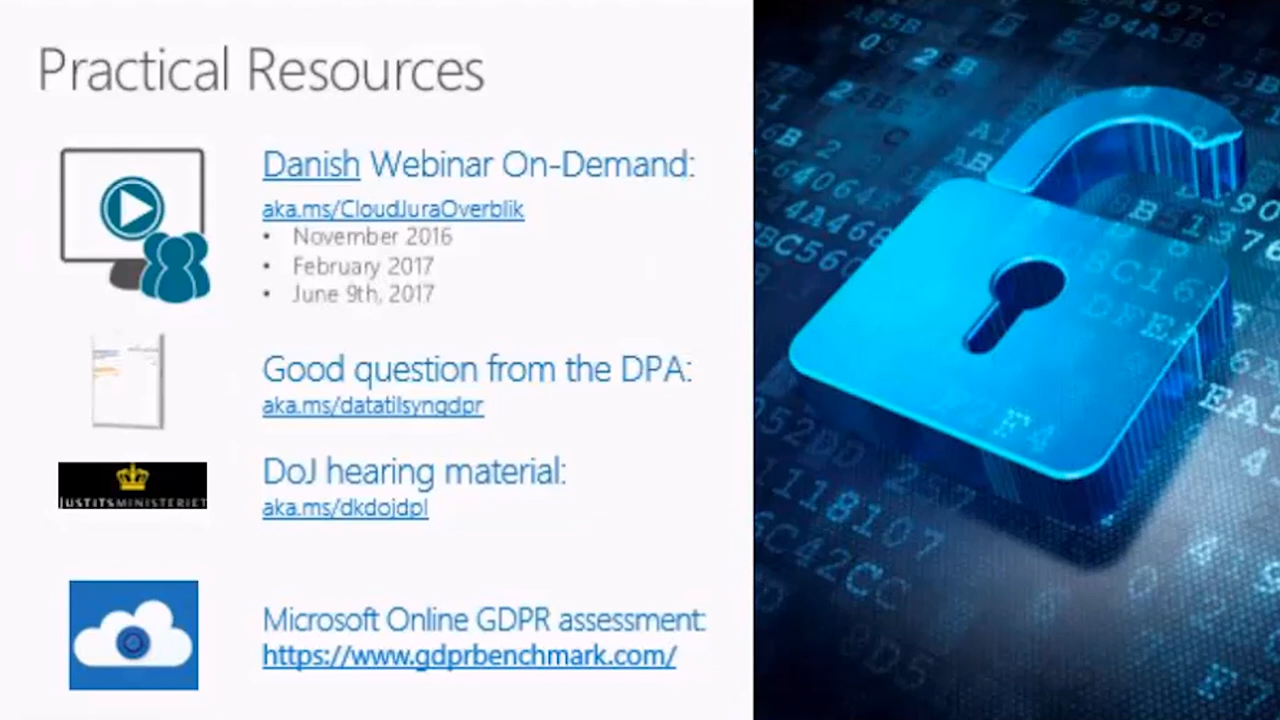 Practical Resources
Danish Webinar On-Demand:
aka.ms/CloudJuraOverblik
• November 2016
• February 2017
• June 9th, 2017
Good question from the DPA:
aka.ms/datatilsyngdpr
DoJ hearing material:
aka.ms/dkdojdpl
JUSTITSMINISTERIET
Microsoft Online GDPR assessment:
https://www.gdprbenchmark.com/